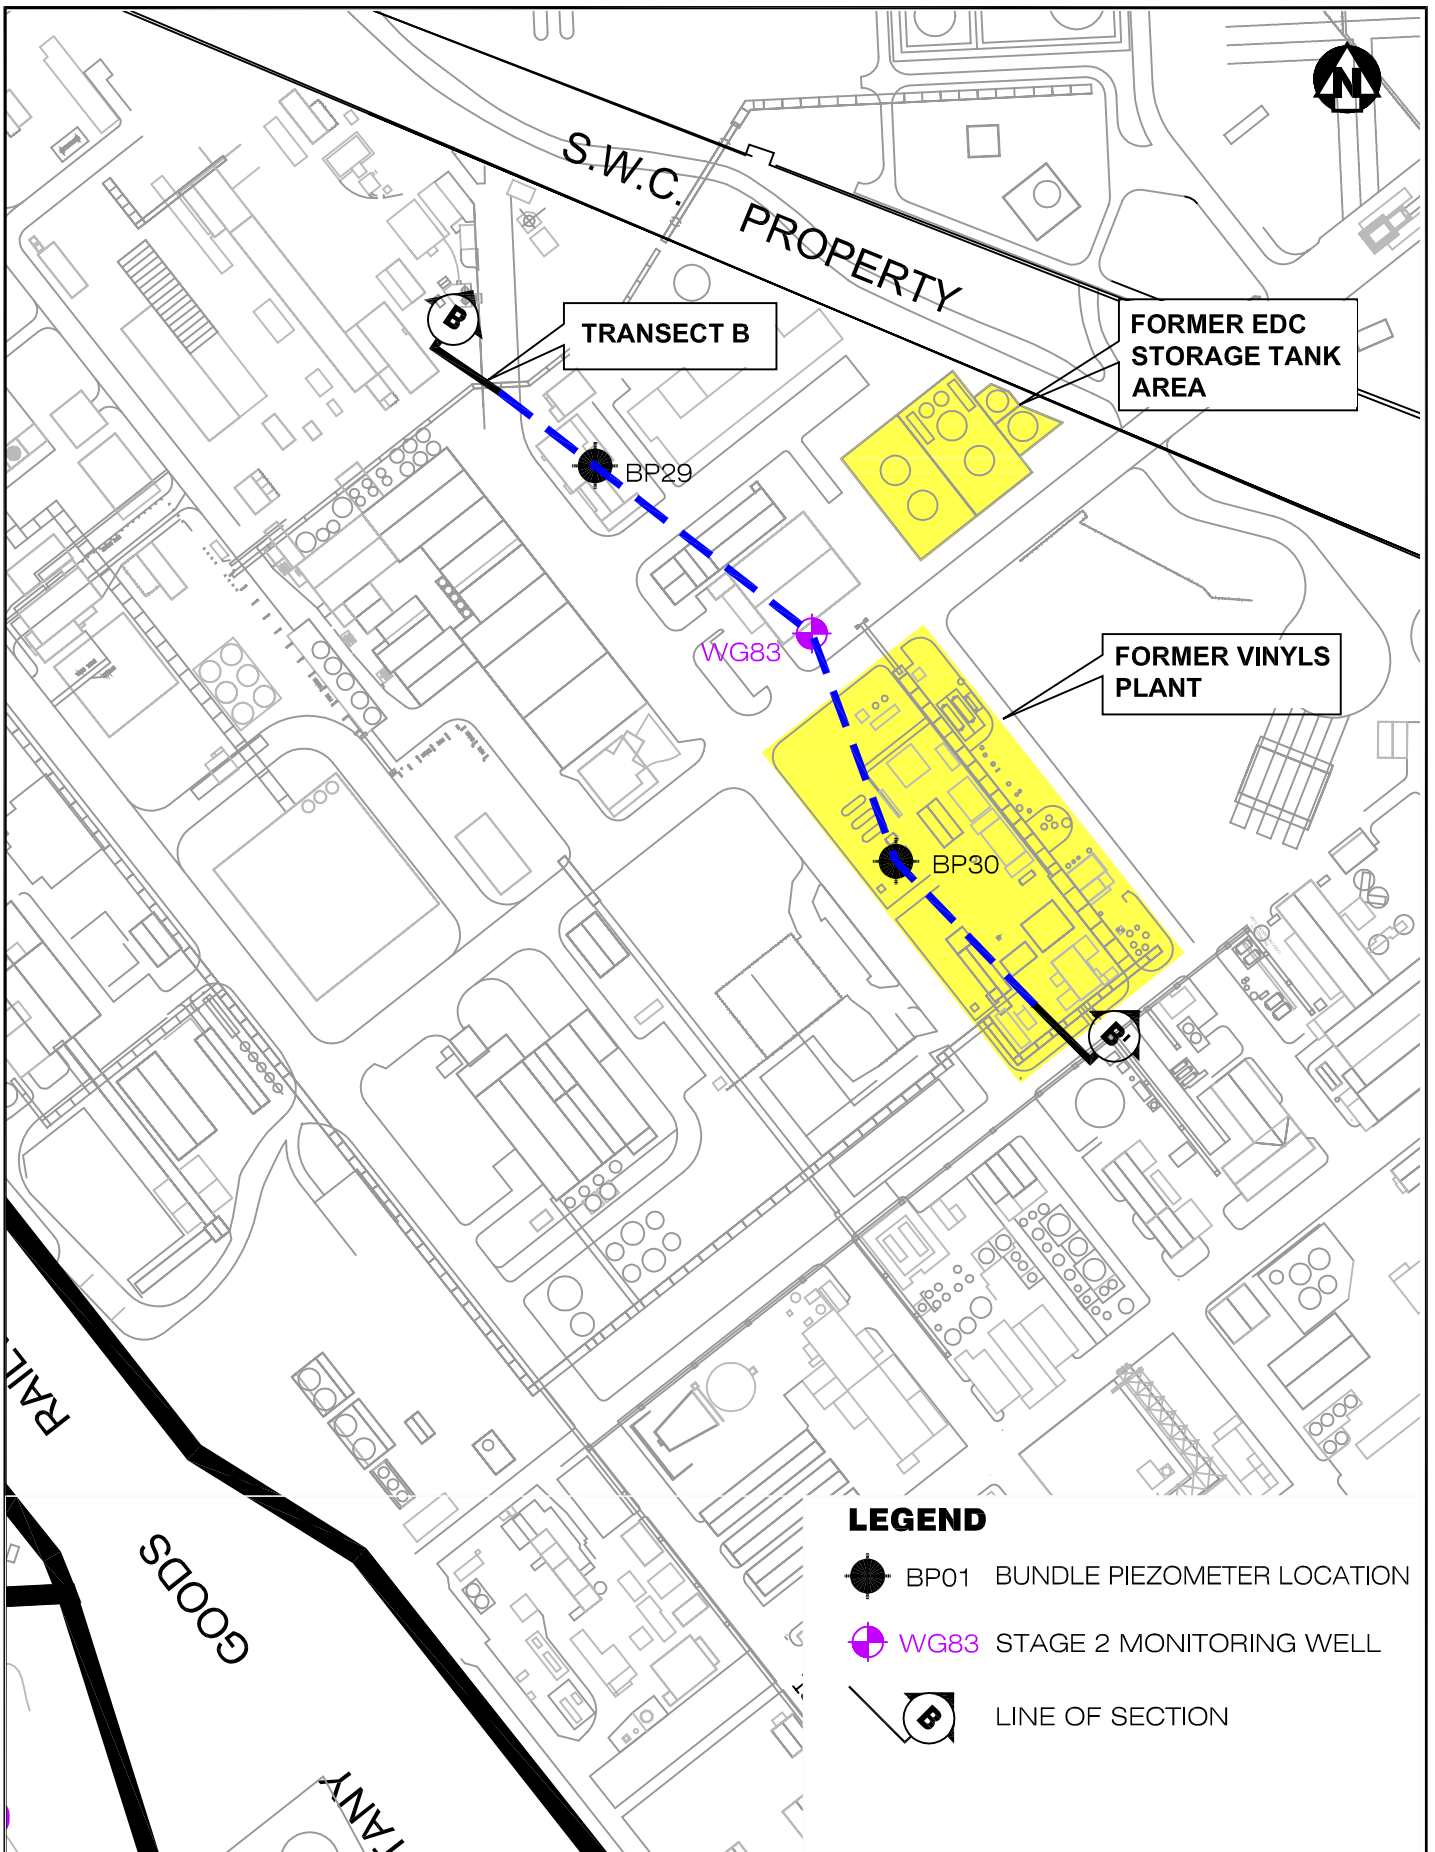 N
S.W.C. PROPERTY
B
TRANSECT B
FORMER EDC
STORAGE TANK
AREA
BP29
WG83
FORMER VINYLS
PLANT
BP30
B'
RAIL
GOODS
TANY
LEGEND
BP01 BUNDLE PIEZOMETER LOCATION
WG83 STAGE 2 MONITORING WELL
B LINE OF SECTION